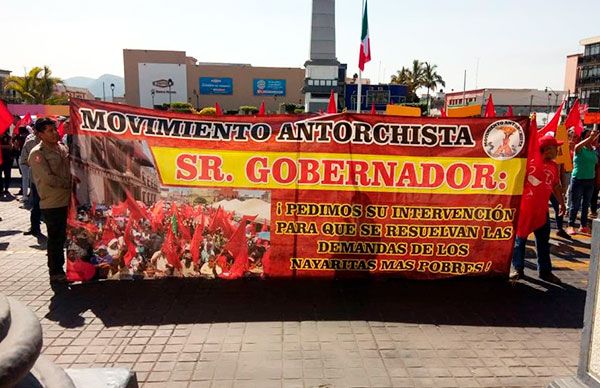 MOVIMIENTO ANTORCHISTA
SR. GOBERNADOR:
¡ PEDIMOS SU INTERVENCIÓN
PARA QUE SE RESUELVAN LAS
DEMANDAS DE LOS
NAYARITAS MAS POBRES !